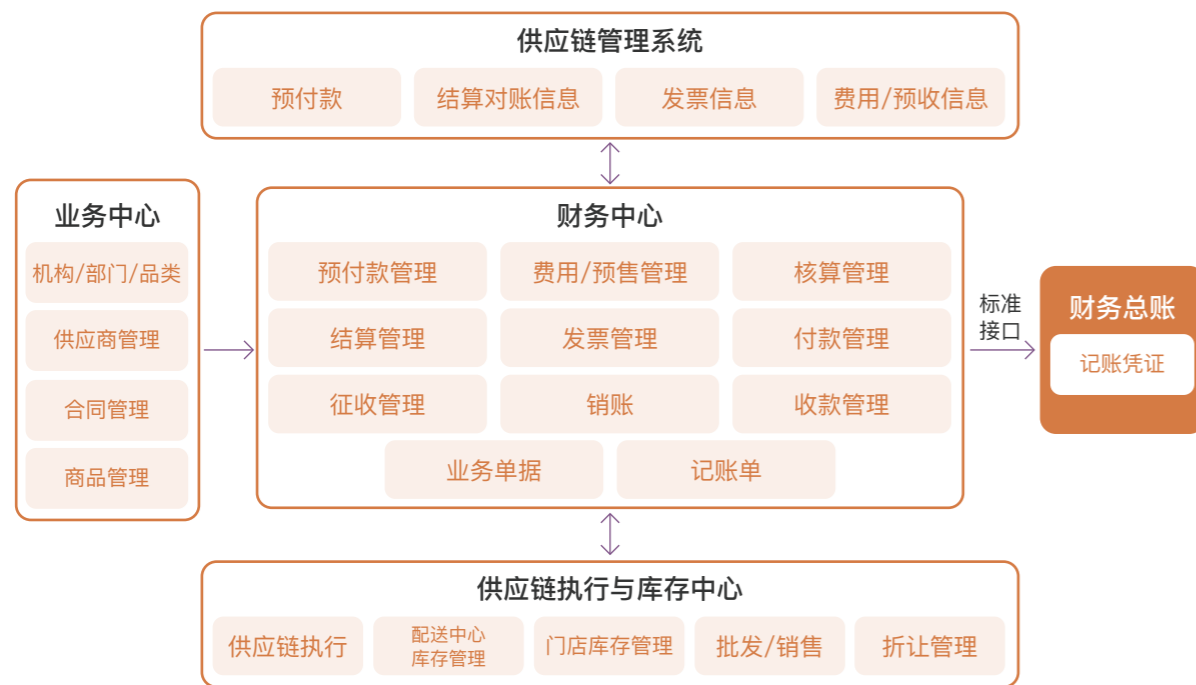 供应链管理系统
预付款
结算对账信息
发票信息
费用/预收信息
业务中心
机构/部门/品类
供应商管理
合同管理
商品管理
财务中心
预付款管理
费用/预售管理
核算管理
结算管理
发票管理
付款管理
征收管理
销账
收款管理
业务单据
记账单
标准
接口
财务总账
记账凭证
供应链执行与库存中心
供应链执行
配送中心
库存管理
门店库存管理
批发/销售
折让管理